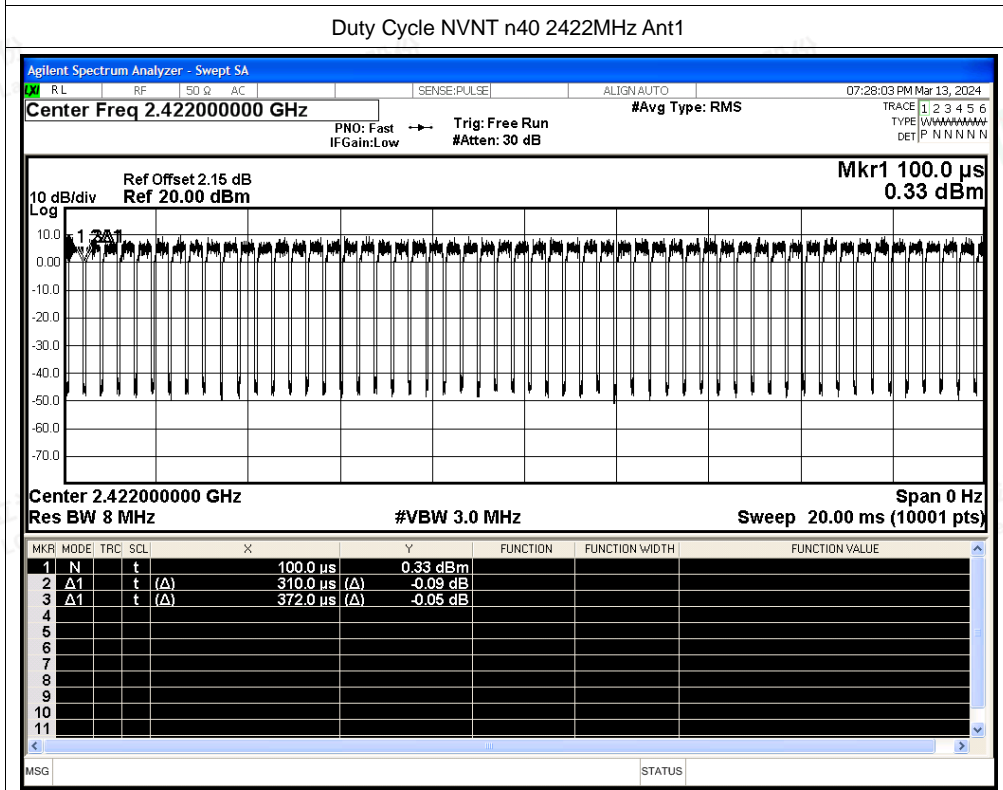 Duty Cycle NVNT n40 2422MHz Ant1
Agilent Spectrum Analyzer - Swept SA
LXI RL RF 50 Ω AC SENSE:PULSE ALIGN AUTO 07:28:03 PM Mar 13, 2024
Center Freq 2.422000000 GHz #Avg Type: RMS TRACE 1 2 3 4 5 6
PNO: Fast Trig: Free Run TYPE
IFGain:Low #Atten: 30 dB DET P N N N N N
Mkr1 100.0 µs
Ref Offset 2.15 dB
10 dB/div Ref 20.00 dBm 0.33 dBm
Log
10.0
0.00
-10.0
-20.0
-30.0
-40.0
-50.0
-60.0
-70.0
Center 2.422000000 GHz Span 0 Hz
Res BW 8 MHz #VBW 3.0 MHz Sweep 20.00 ms (10001 pts)
MKR MODE TRC SCL X Y FUNCTION FUNCTION WIDTH FUNCTION VALUE
1 N t 100.0 µs 0.33 dBm
2 Δ1 t (Δ) 310.0 µs (Δ) -0.09 dB
3 Δ1 t (Δ) 372.0 µs (Δ) -0.05 dB
4
5
6
7
8
9
10
11
MSG STATUS